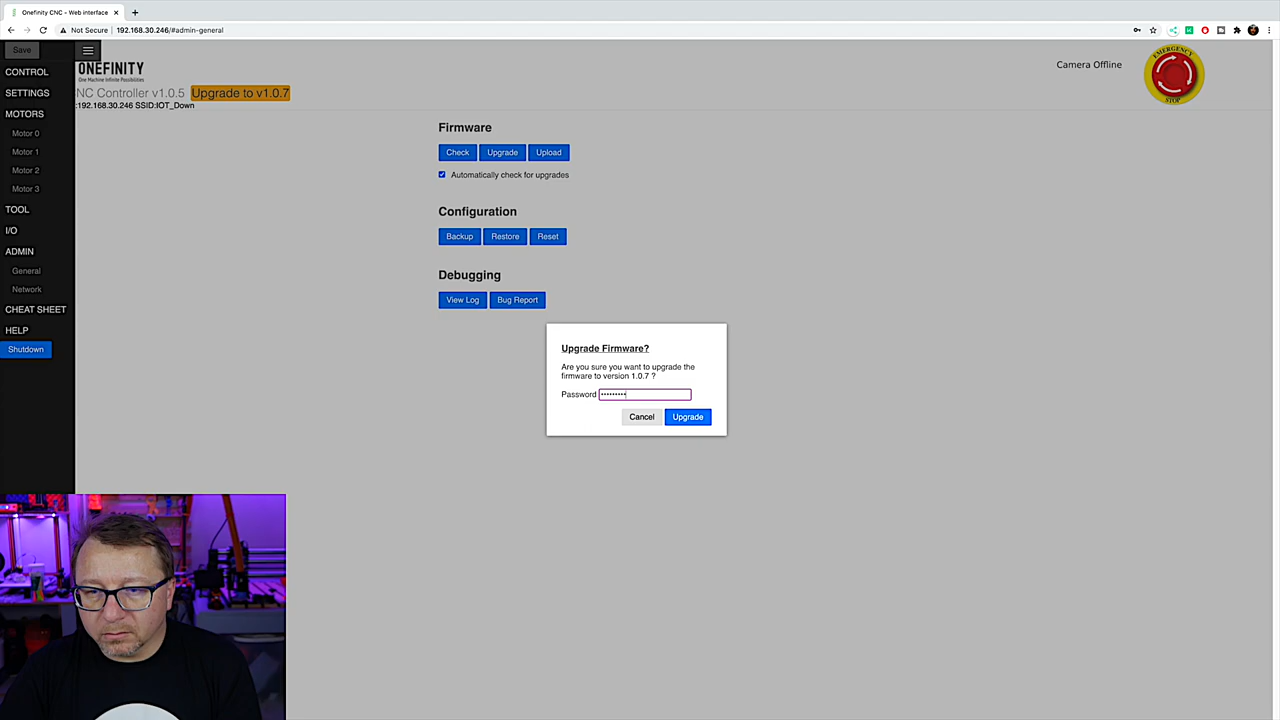 Onefinity CNC - Web interface
Not Secure
192.168.30.246/#admin-general
Save
CONTROL
SETTINGS
MOTORS
Motor 0
Motor 1
Motor 2
Motor 3
TOOL
I/O
ADMIN
General
Network
CHEAT SHEET
HELP
Shutdown
ONEFINITY
One Machine Infinite Possibilities
NC Controller v1.0.5 Upgrade to v1.0.7
:192.168.30.246 SSID:IOT_Down
Camera Offline
EMERGENCY
STOP
Firmware
Check Upgrade Upload
Automatically check for upgrades
Configuration
Backup Restore Reset
Debugging
View Log Bug Report
Upgrade Firmware?
Are you sure you want to upgrade the
firmware to version 1.0.7 ?
Password •••••••••
Cancel Upgrade